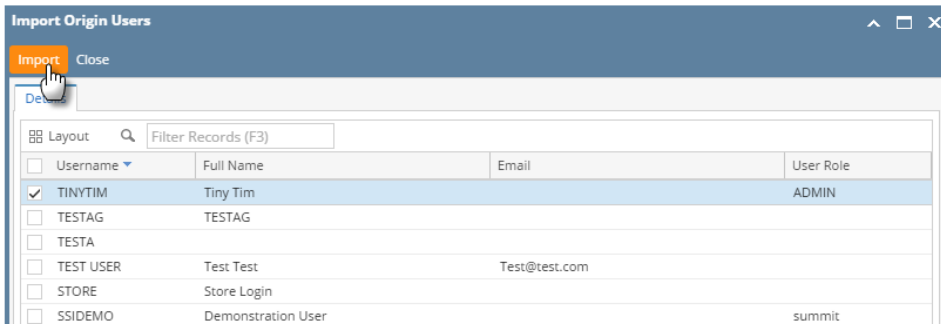 Import Origin Users
Import Close
Details
Layout Filter Records (F3)
Username Full Name Email User Role
TINYTIM Tiny Tim ADMIN
TESTAG TESTAG
TESTA
TEST USER Test Test Test@test.com
STORE Store Login
SSIDEMO Demonstration User summit